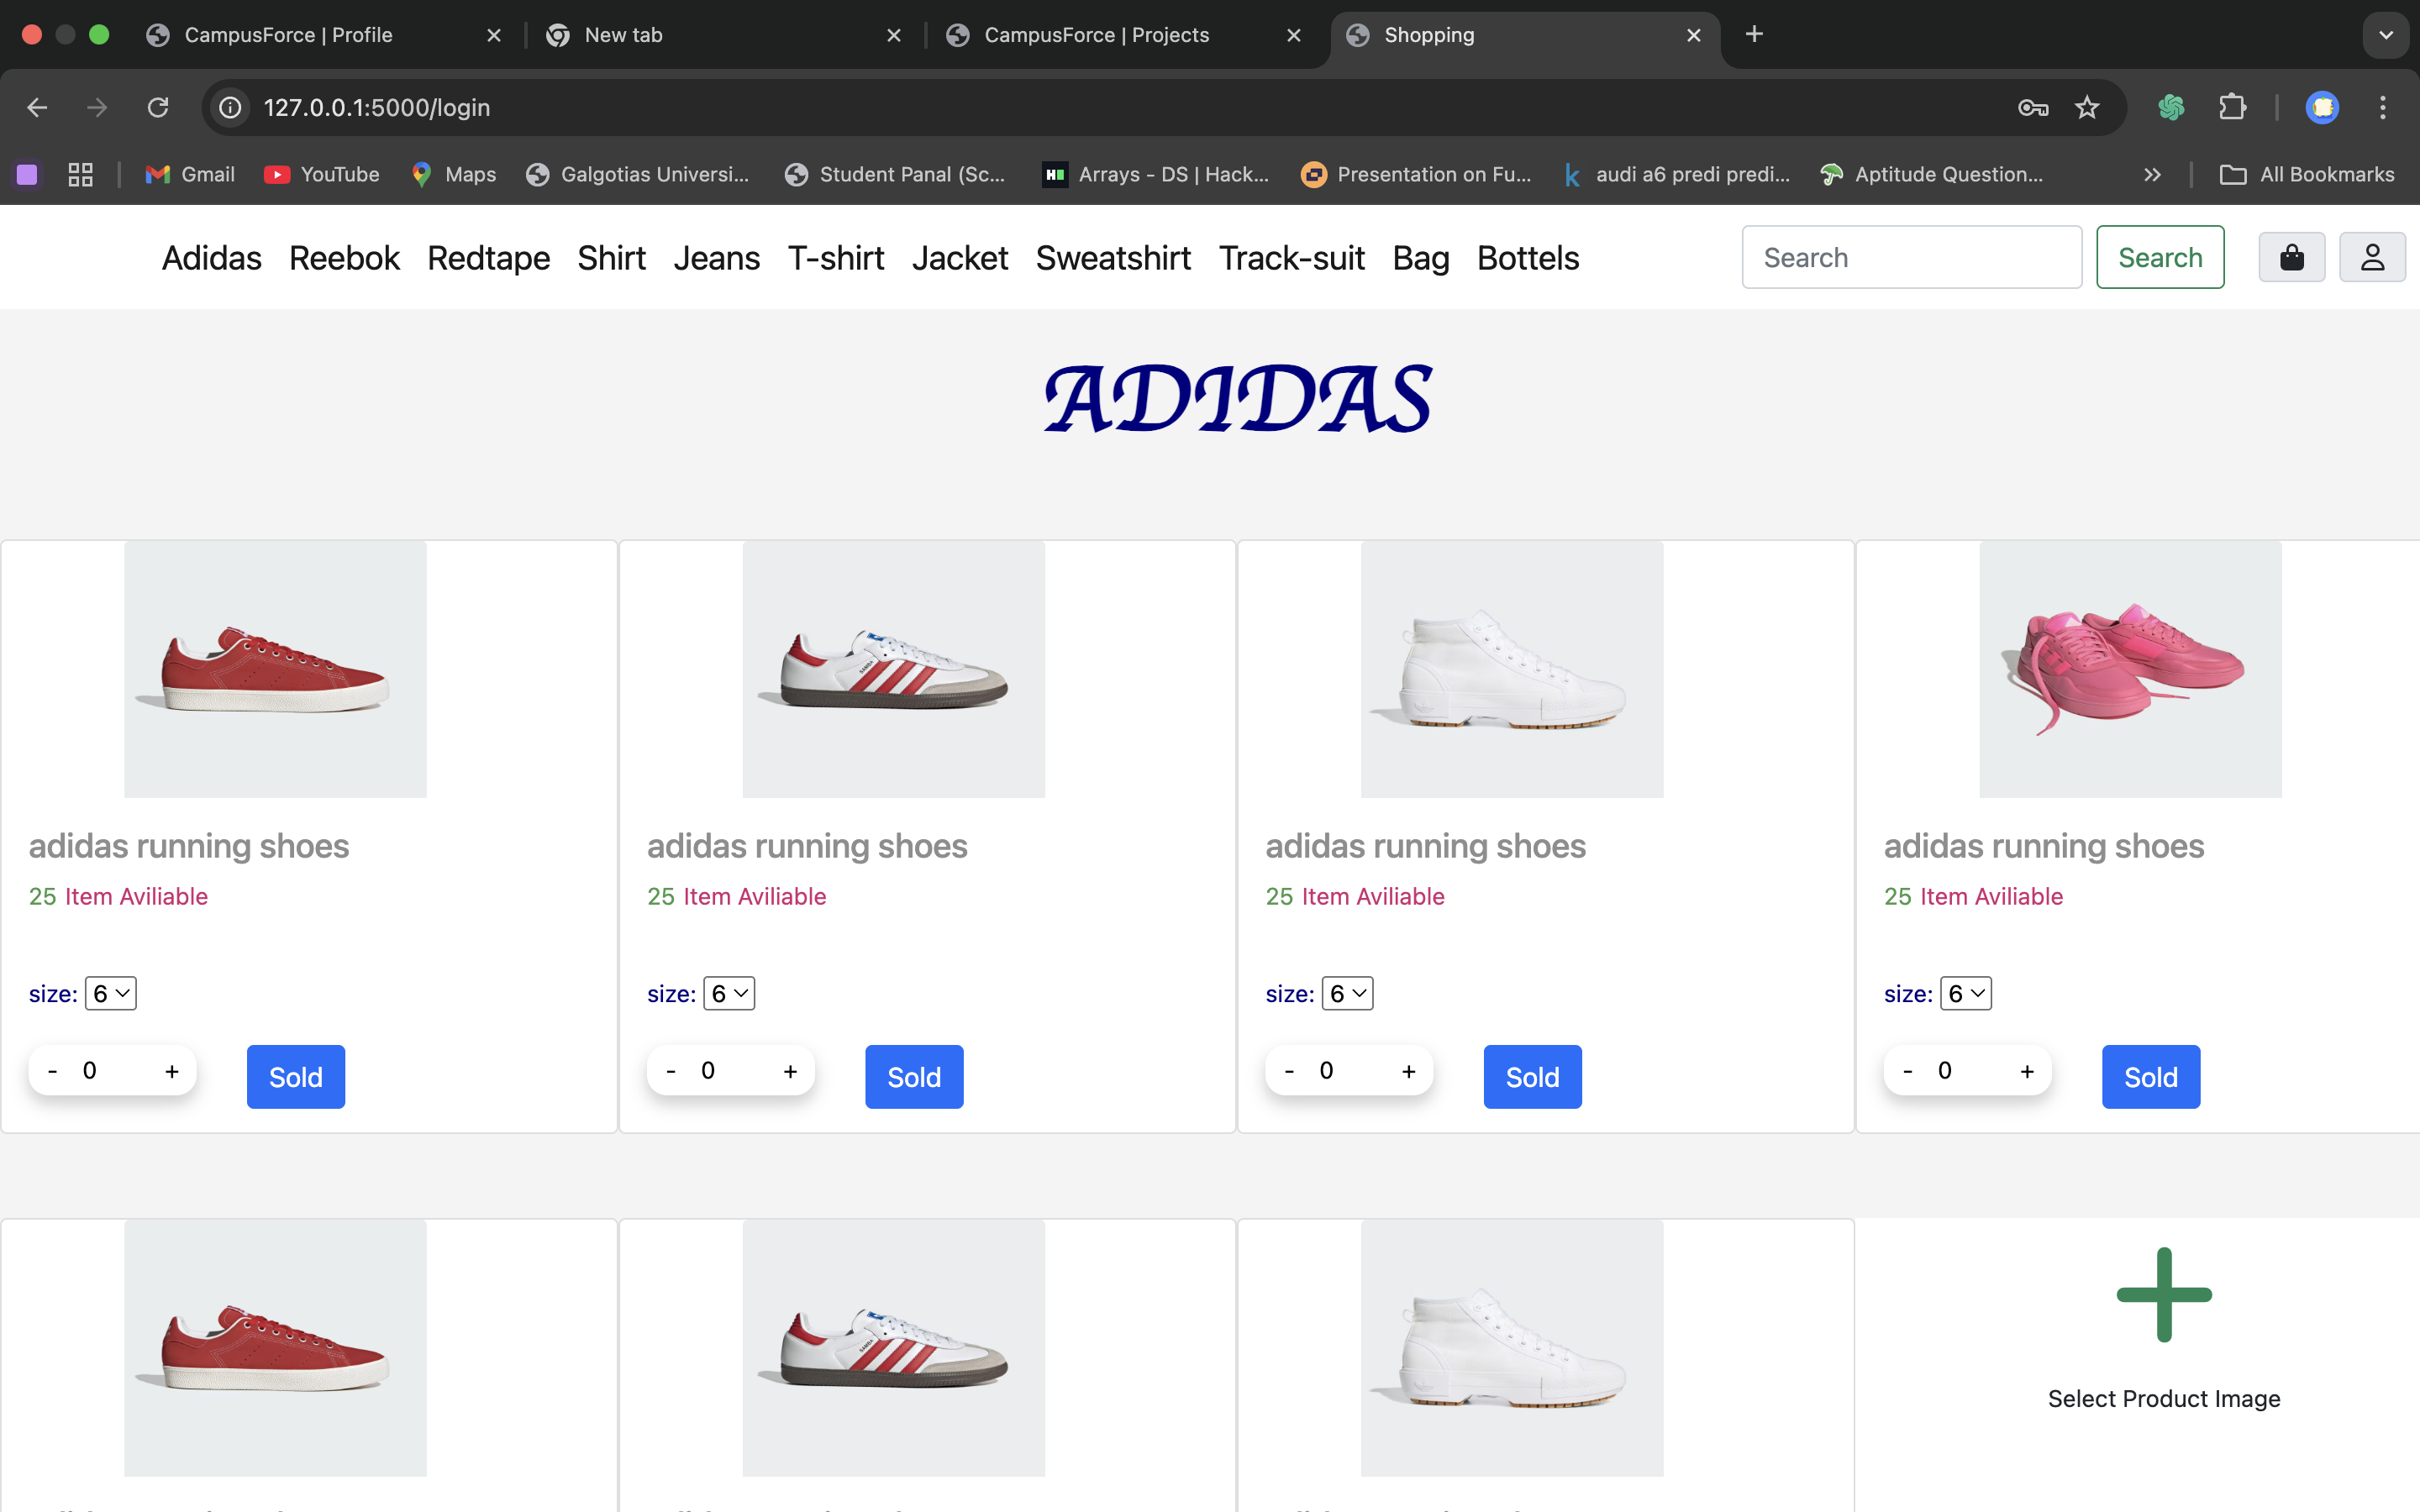 CampusForce | Profile
New tab
CampusForce | Projects
Shopping
127.0.0.1:5000/login
Gmail
YouTube
Maps
Galgotias Universi...
Student Panal (Sc...
Arrays - DS | Hack...
Presentation on Fu...
audi a6 predi predi...
Aptitude Question...
All Bookmarks
Adidas Reebok Redtape Shirt Jeans T-shirt Jacket Sweatshirt Track-suit Bag Bottels
Search
Search
ADIDAS
adidas running shoes
25 Item Aviliable
size: 6
- 0 +
Sold
adidas running shoes
25 Item Aviliable
size: 6
- 0 +
Sold
adidas running shoes
25 Item Aviliable
size: 6
- 0 +
Sold
adidas running shoes
25 Item Aviliable
size: 6
- 0 +
Sold
Select Product Image